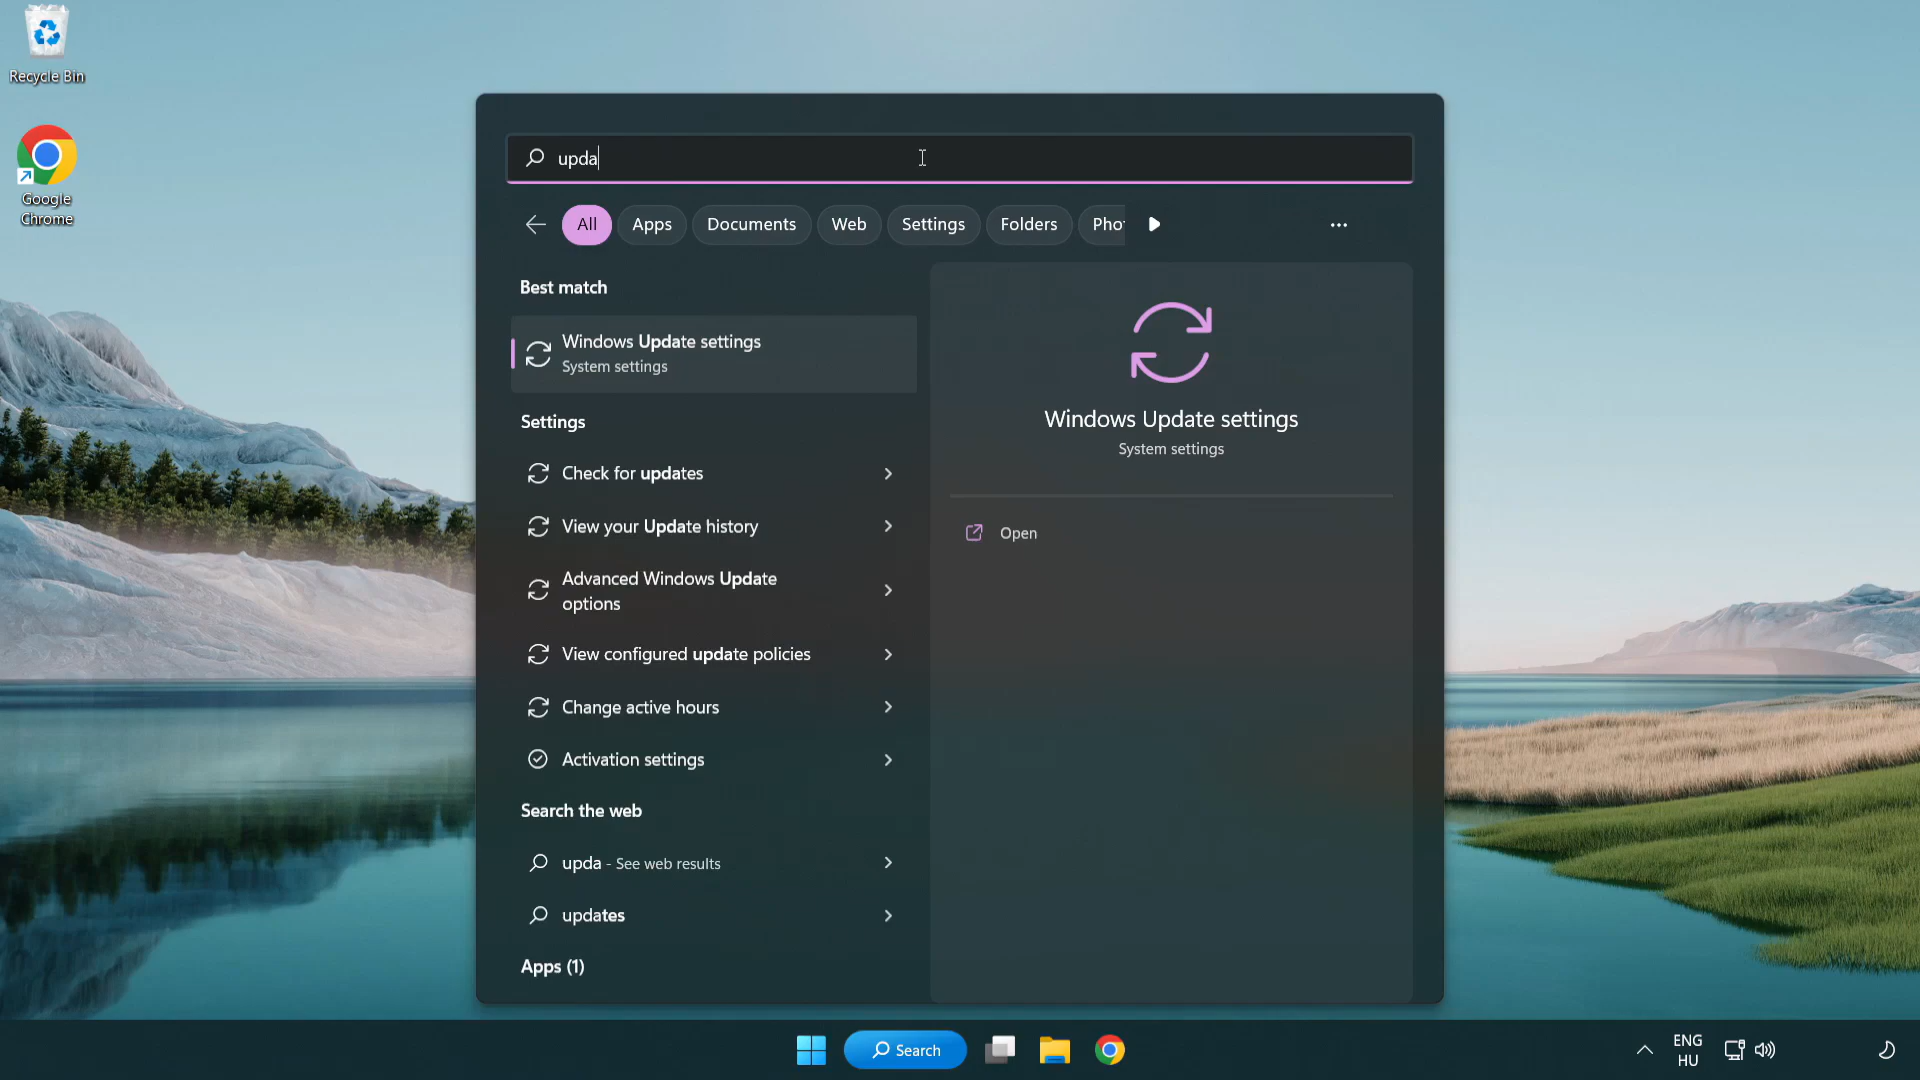 Recycle Bin
Google
Chrome
upda
All
Apps
Documents
Web
Settings
Folders
Pho
Best match
Windows Update settings
System settings
Settings
Check for updates
View your Update history
Advanced Windows Update
options
View configured update policies
Change active hours
Activation settings
Search the web
upda - See web results
updates
Apps (1)
Windows Update settings
System settings
Open
Search
ENG
HU